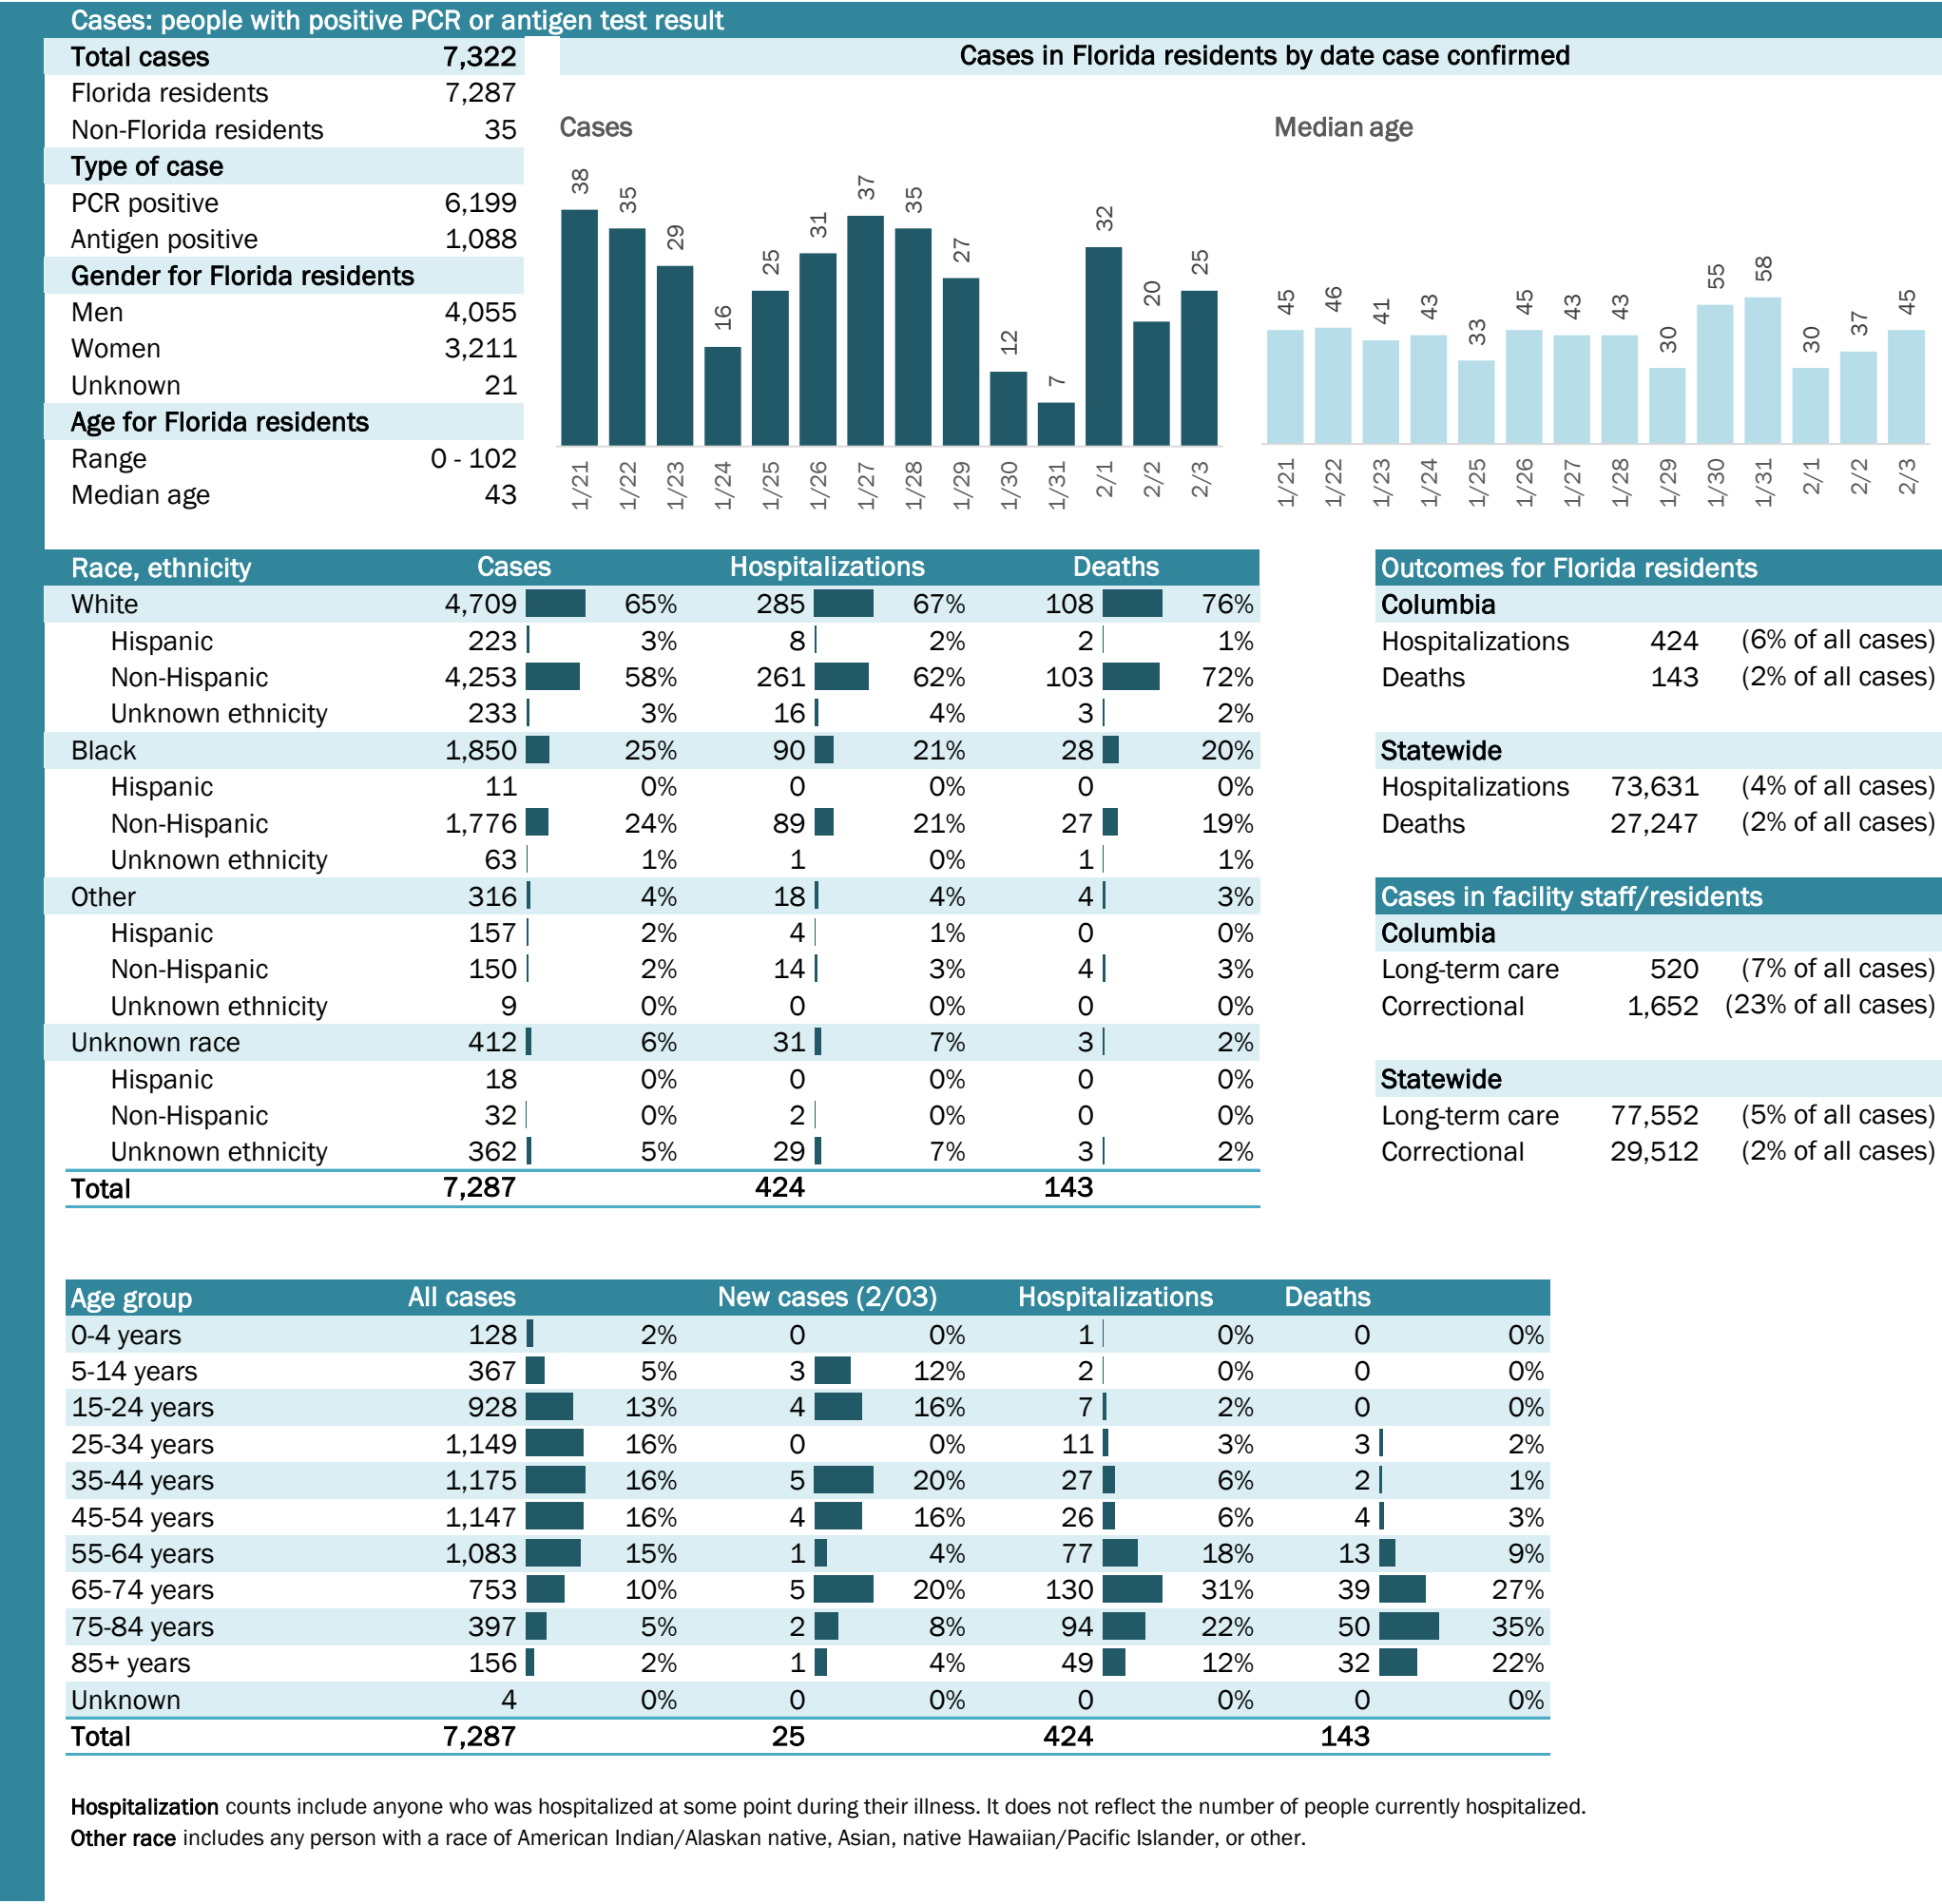 Cases: people with positive PCR or antigen test result
Total cases 7,322
Florida residents 7,287
Non-Florida residents 35
Type of case
PCR positive 6,199
Antigen positive 1,088
Gender for Florida residents
Men 4,055
Women 3,211
Unknown 21
Age for Florida residents
Range 0 - 102
Median age 43
Cases in Florida residents by date case confirmed
Cases
38 35 29 16 25 31 37 35 27 12 7 32 20 25
1/21 1/22 1/23 1/24 1/25 1/26 1/27 1/28 1/29 1/30 1/31 2/1 2/2 2/3
Median age
45 46 41 43 33 45 43 43 30 55 58 30 37 45
1/21 1/22 1/23 1/24 1/25 1/26 1/27 1/28 1/29 1/30 1/31 2/1 2/2 2/3
Race, ethnicity Cases Hospitalizations Deaths
White 4,709 65% 285 67% 108 76%
Hispanic 223 3% 8 2% 2 1%
Non-Hispanic 4,253 58% 261 62% 103 72%
Unknown ethnicity 233 3% 16 4% 3 2%
Black 1,850 25% 90 21% 28 20%
Hispanic 11 0% 0 0% 0 0%
Non-Hispanic 1,776 24% 89 21% 27 19%
Unknown ethnicity 63 1% 1 0% 1 1%
Other 316 4% 18 4% 4 3%
Hispanic 157 2% 4 1% 0 0%
Non-Hispanic 150 2% 14 3% 4 3%
Unknown ethnicity 9 0% 0 0% 0 0%
Unknown race 412 6% 31 7% 3 2%
Hispanic 18 0% 0 0% 0 0%
Non-Hispanic 32 0% 2 0% 0 0%
Unknown ethnicity 362 5% 29 7% 3 2%
Total 7,287 424 143
Outcomes for Florida residents
Columbia
Hospitalizations 424 (6% of all cases)
Deaths 143 (2% of all cases)
Statewide
Hospitalizations 73,631 (4% of all cases)
Deaths 27,247 (2% of all cases)
Cases in facility staff/residents
Columbia
Long-term care 520 (7% of all cases)
Correctional 1,652 (23% of all cases)
Statewide
Long-term care 77,552 (5% of all cases)
Correctional 29,512 (2% of all cases)
Age group All cases New cases (2/03) Hospitalizations Deaths
0-4 years 128 2% 0 0% 1 0% 0 0%
5-14 years 367 5% 3 12% 2 0% 0 0%
15-24 years 928 13% 4 16% 7 2% 0 0%
25-34 years 1,149 16% 0 0% 11 3% 3 2%
35-44 years 1,175 16% 5 20% 27 6% 2 1%
45-54 years 1,147 16% 4 16% 26 6% 4 3%
55-64 years 1,083 15% 1 4% 77 18% 13 9%
65-74 years 753 10% 5 20% 130 31% 39 27%
75-84 years 397 5% 2 8% 94 22% 50 35%
85+ years 156 2% 1 4% 49 12% 32 22%
Unknown 4 0% 0 0% 0 0% 0 0%
Total 7,287 25 424 143
Hospitalization counts include anyone who was hospitalized at some point during their illness. It does not reflect the number of people currently hospitalized.
Other race includes any person with a race of American Indian/Alaskan native, Asian, native Hawaiian/Pacific Islander, or other.